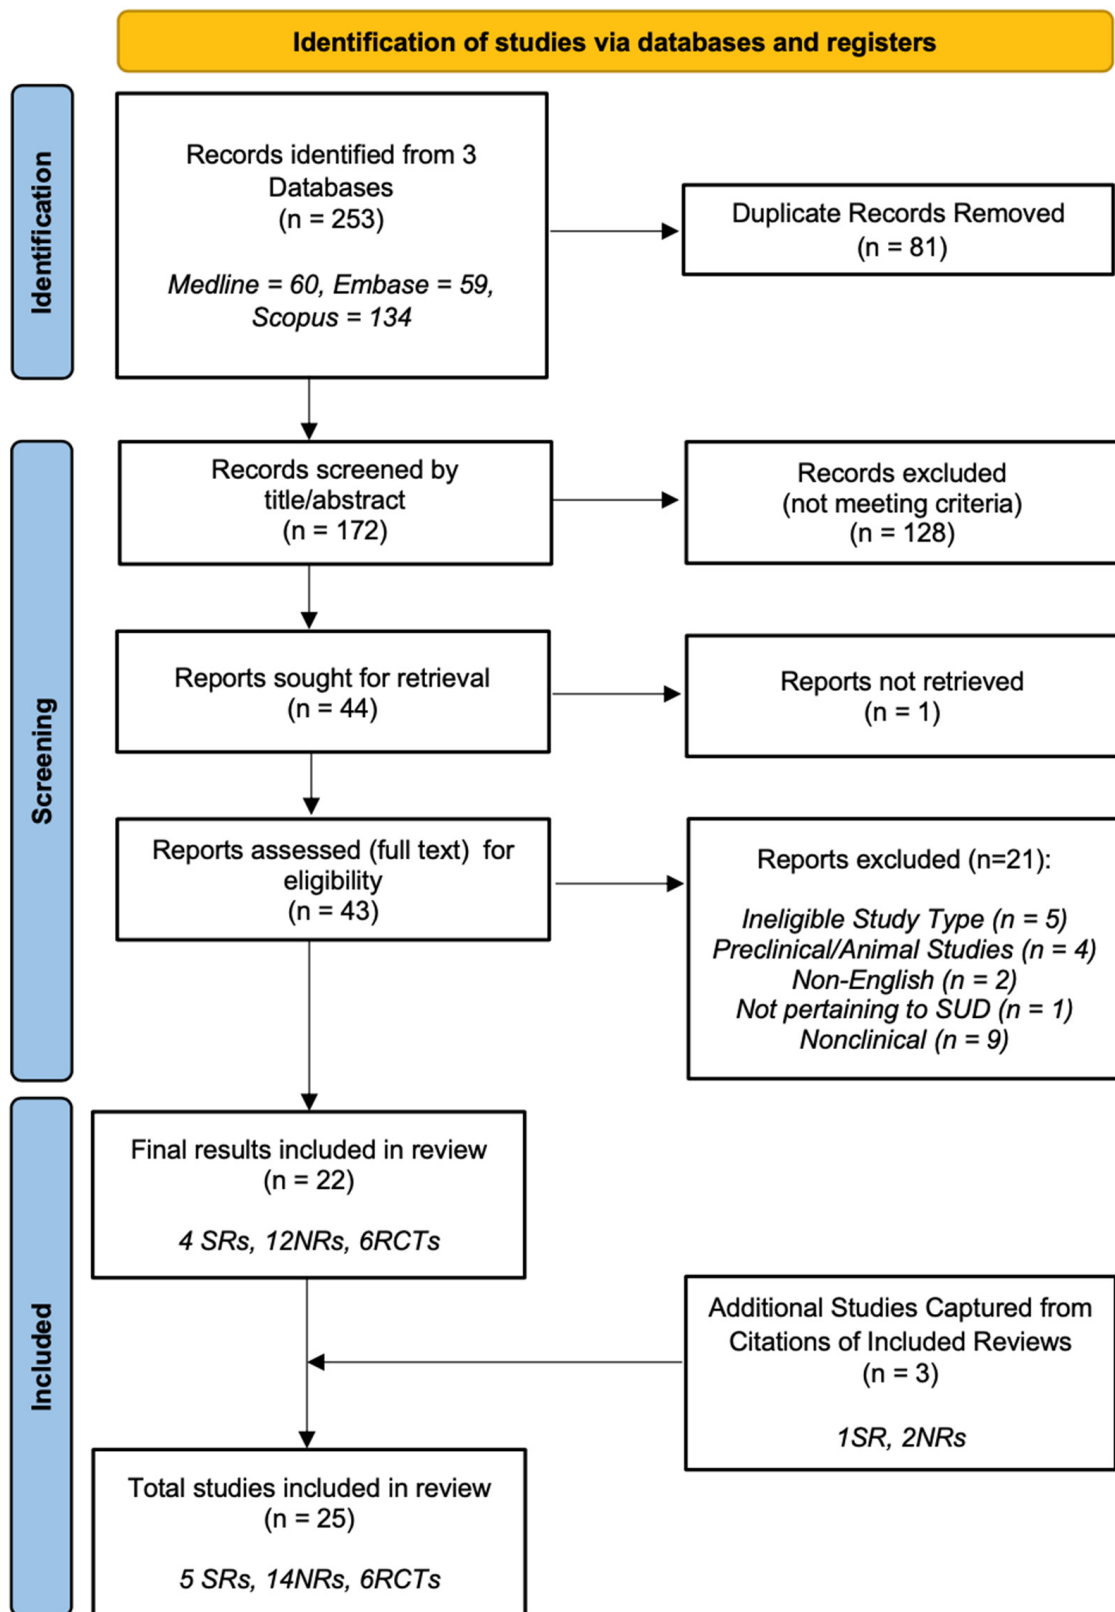 Identification of studies via databases and registers
Identification
Records identified from 3
Databases
(n = 253)
Medline = 60, Embase = 59,
Scopus = 134
Duplicate Records Removed
(n = 81)
Screening
Records screened by
title/abstract
(n = 172)
Records excluded
(not meeting criteria)
(n = 128)
Reports sought for retrieval
(n = 44)
Reports not retrieved
(n = 1)
Reports assessed (full text)  for
eligibility
(n = 43)
Reports excluded (n=21):
Ineligible Study Type (n = 5)
Preclinical/Animal Studies (n = 4)
Non-English (n = 2)
Not pertaining to SUD (n = 1)
Nonclinical (n = 9)
Included
Final results included in review
(n = 22)
4 SRs, 12NRs, 6RCTs
Additional Studies Captured from
Citations of Included Reviews
(n = 3)
1SR, 2NRs
Total studies included in review
(n = 25)
5 SRs, 14NRs, 6RCTs